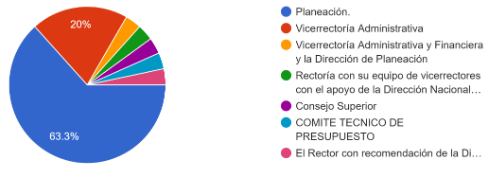 20%
63.3%
Planeación.
Vicerrectoría Administrativa
Vicerrectoría Administrativa y Financiera
y la Dirección de Planeación
Rectoría con su equipo de vicerrectores
con el apoyo de la Dirección Nacional…
Consejo Superior
COMITE TECNICO DE
PRESUPUESTO
El Rector con recomendación de la Di…